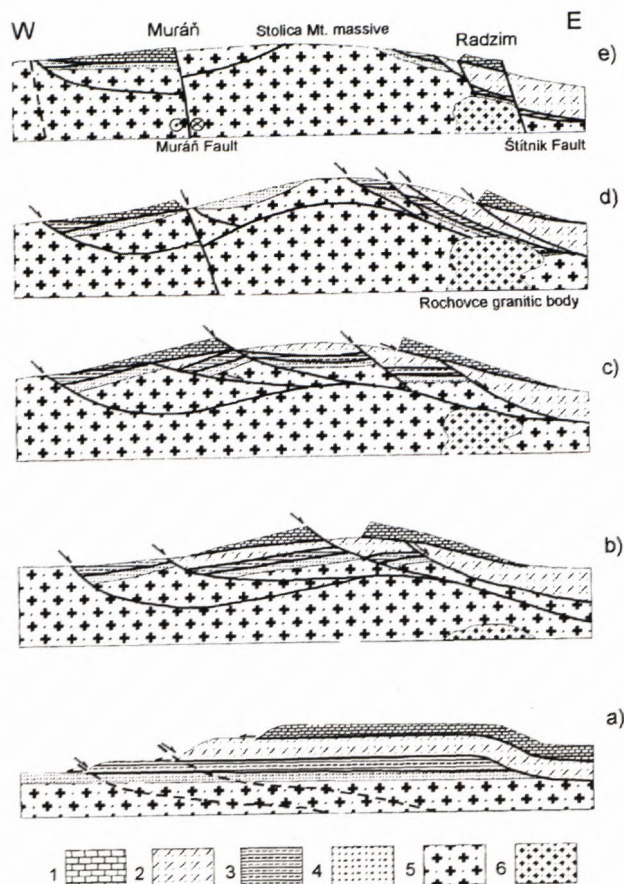 W Muráň Stolica Mt. massive Radzim E
e)
Muráň Fault Štítnik Fault
d)
Rochovce granitic body
c)
b)
a)
1 2 3 4 5 6